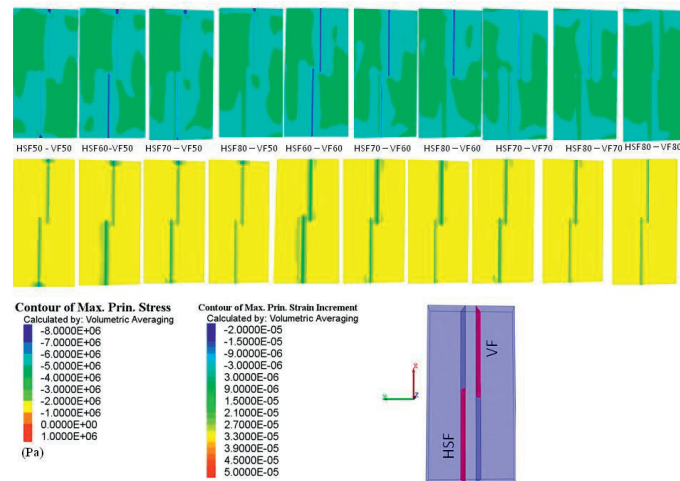 HSF50 - VF50 HSF60-VF50 HSF70 - VF50 HSF80 - VF50 HSF60 - VF60 HSF70 - VF60 HSF80 - VF60 HSF70 - VF70 HSF80 - VF70 HSF80 - VF80
Contour of Max. Prin. Stress
Calculated by: Volumetric Averaging
-8.0000E+06
-7.0000E+06
-6.0000E+06
-5.0000E+06
-4.0000E+06
-3.0000E+06
-2.0000E+06
-1.0000E+06
0.0000E+00
1.0000E+06
(Pa)
Contour of Max. Prin. Strain Increment
Calculated by: Volumetric Averaging
-2.0000E-05
-1.5000E-05
-9.0000E-06
-3.0000E-06
3.0000E-06
9.0000E-06
1.5000E-05
2.1000E-05
2.7000E-05
3.3000E-05
3.9000E-05
4.5000E-05
5.0000E-05
VF
HSF